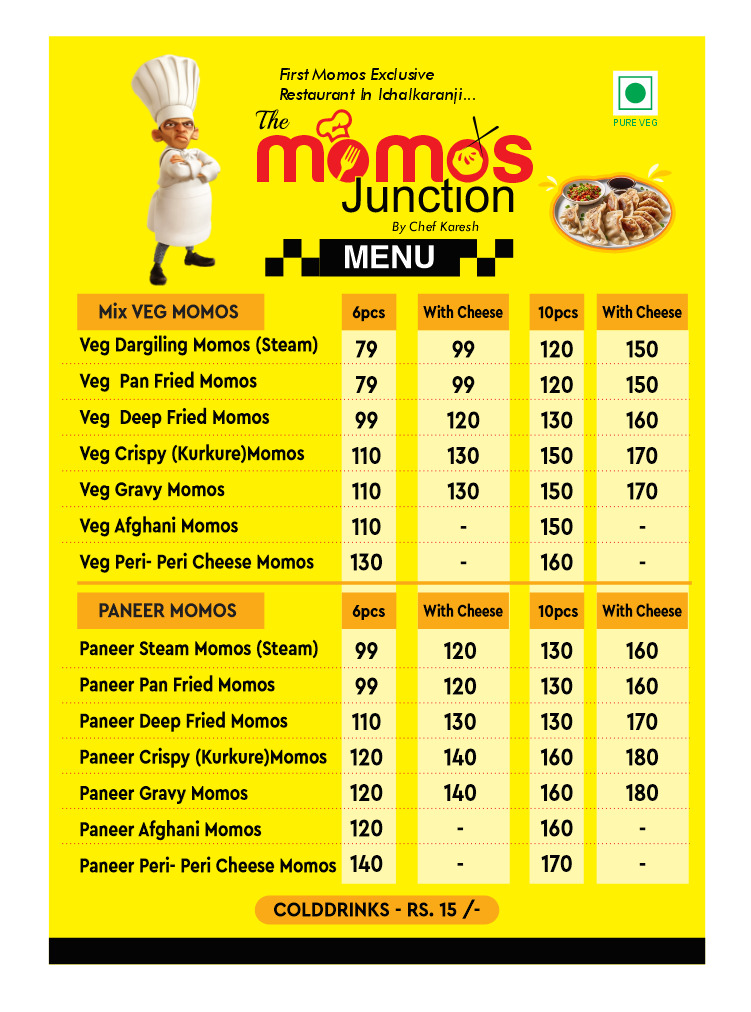 First Momos Exclusive
Restaurant In Ichalkaranji...
PURE VEG
The
momos
Junction
By Chef Karesh
MENU
Mix VEG MOMOS 6pcs With Cheese 10pcs With Cheese
Veg Dargiling Momos (Steam) 79 99 120 150
Veg Pan Fried Momos 79 99 120 150
Veg Deep Fried Momos 99 120 130 160
Veg Crispy (Kurkure)Momos 110 130 150 170
Veg Gravy Momos 110 130 150 170
Veg Afghani Momos 110 - 150 -
Veg Peri- Peri Cheese Momos 130 - 160 -
PANEER MOMOS 6pcs With Cheese 10pcs With Cheese
Paneer Steam Momos (Steam) 99 120 130 160
Paneer Pan Fried Momos 99 120 130 160
Paneer Deep Fried Momos 110 130 130 170
Paneer Crispy (Kurkure)Momos 120 140 160 180
Paneer Gravy Momos 120 140 160 180
Paneer Afghani Momos 120 - 160 -
Paneer Peri- Peri Cheese Momos 140 - 170 -
COLDDRINKS - RS. 15 /-